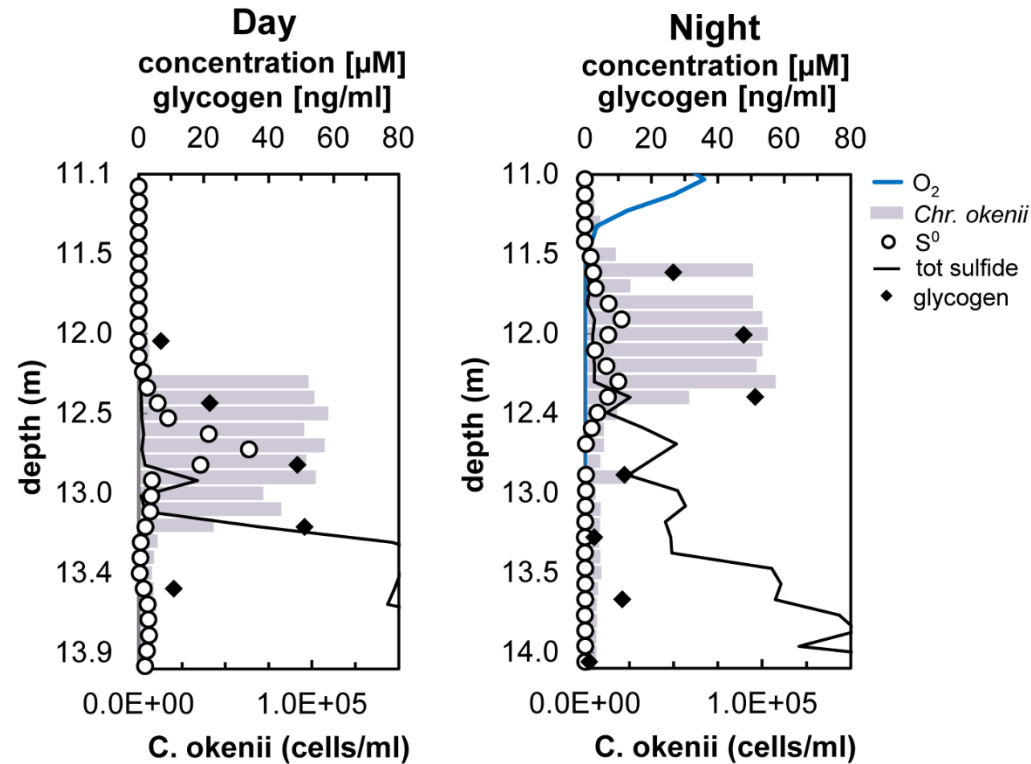 Day
concentration [µM]
glycogen [ng/ml]
0 20 40 60 80
11.1
11.5
12.0
12.5
13.0
13.4
13.9
depth (m)
0.0E+00 1.0E+05
C. okenii (cells/ml)
Night
concentration [µM]
glycogen [ng/ml]
0 20 40 60 80
11.0
11.5
12.0
12.4
13.0
13.5
14.0
depth (m)
0.0E+00 1.0E+05
C. okenii (cells/ml)
O₂
Chr. okenii
S⁰
tot sulfide
glycogen